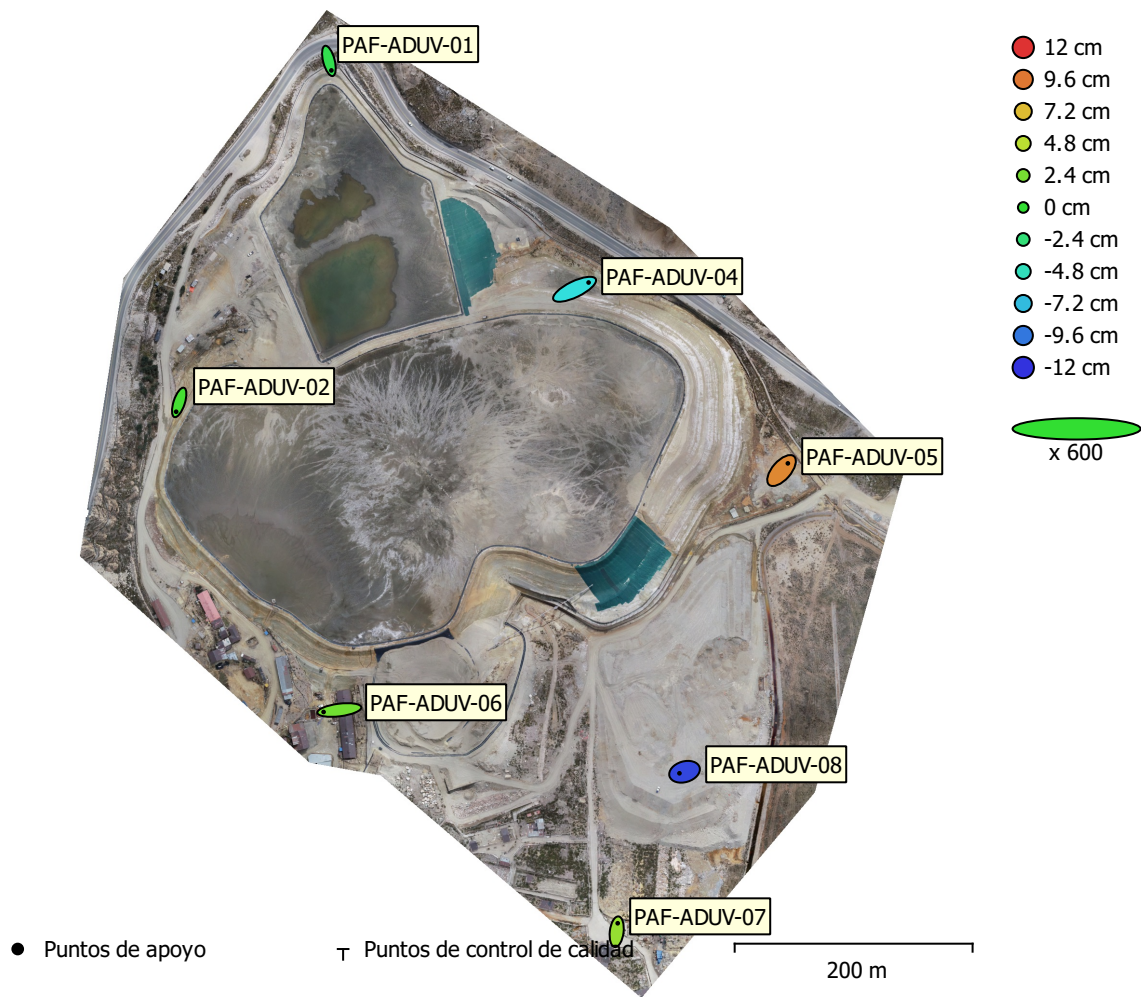 PAF-ADUV-01
PAF-ADUV-04
PAF-ADUV-02
PAF-ADUV-05
PAF-ADUV-06
PAF-ADUV-08
PAF-ADUV-07
12 cm
9.6 cm
7.2 cm
4.8 cm
2.4 cm
0 cm
-2.4 cm
-4.8 cm
-7.2 cm
-9.6 cm
-12 cm
x 600
Puntos de apoyo
Puntos de control de calidad
200 m